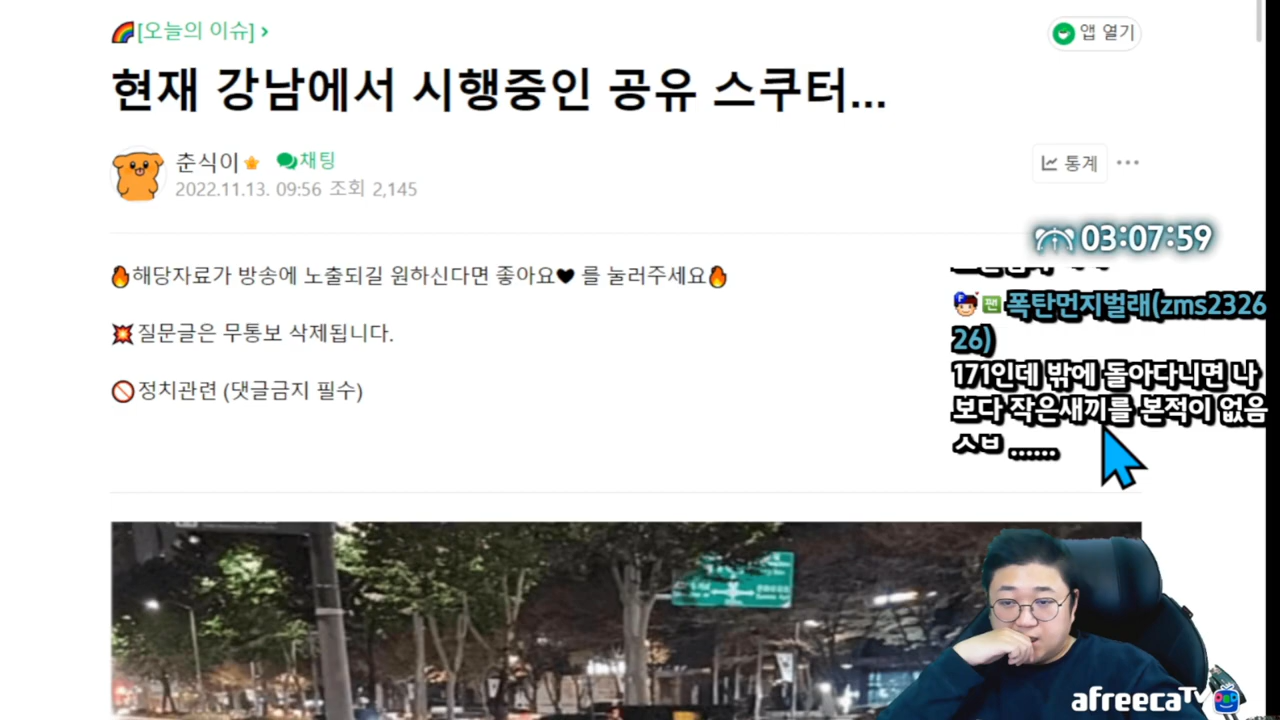 [오늘의 이슈] >
앱 열기
현재 강남에서 시행중인 공유 스쿠터...
춘식이 채팅
2022.11.13. 09:56 조회 2,145
통계
03:07:59
해당자료가 방송에 노출되길 원하신다면 좋아요🖤 를 눌러주세요
질문글은 무통보 삭제됩니다.
정치관련 (댓글금지 필수)
팬 폭탄먼지벌래(zms2326
26)
171인데 밖에 돌아다니면 나
보다 작은새끼를 본적이 없음
ㅅㅂ ......
afreecaTV